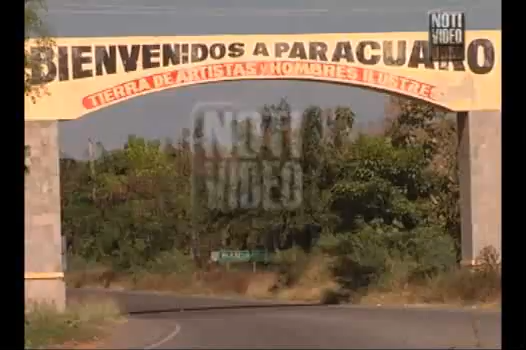 NOTI
VIDEO
BIENVENIDOS A PARACUARO
TIERRA DE ARTISTAS Y HOMBRES ILUSTRES
NOTI
VIDEO